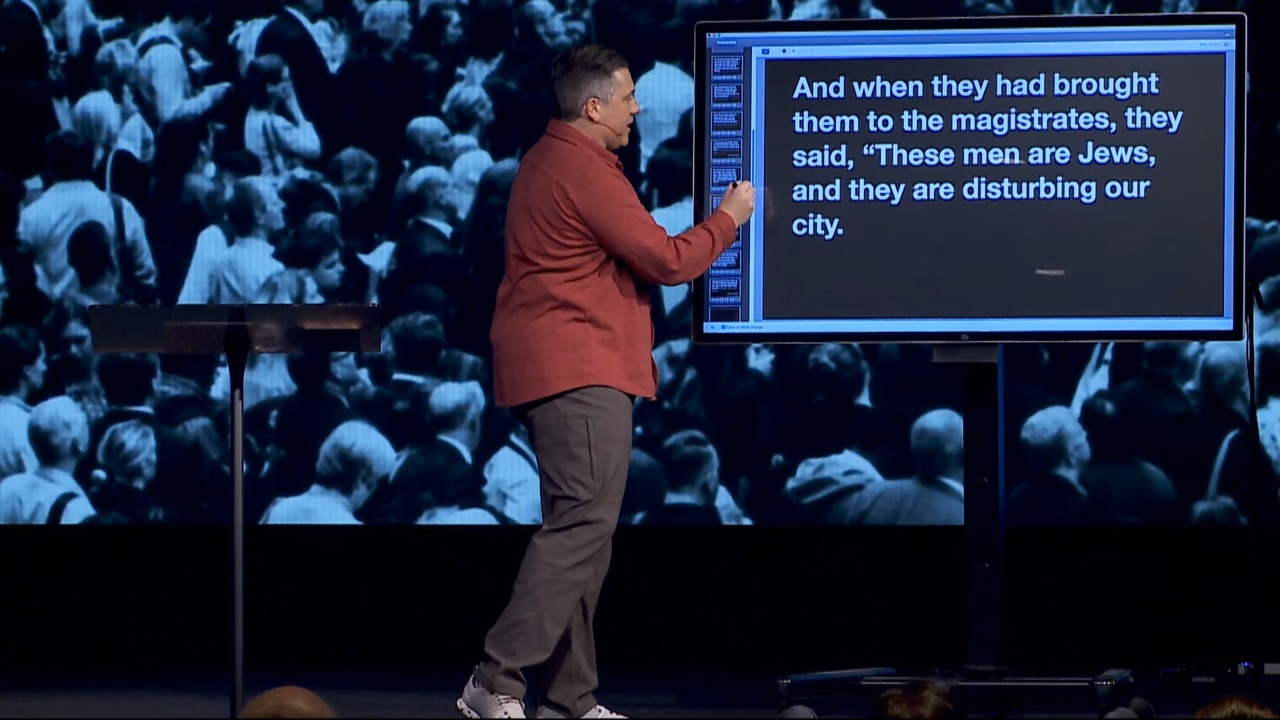 And when they had brought
them to the magistrates, they
said, “These men are Jews,
and they are disturbing our
city.